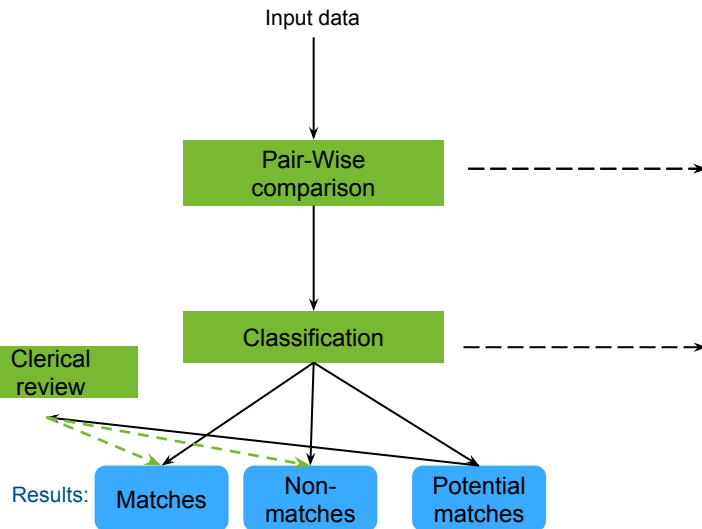 Input data
Pair-Wise
comparison
Classification
Clerical
review
Results:
Matches
Non-
matches
Potential
matches